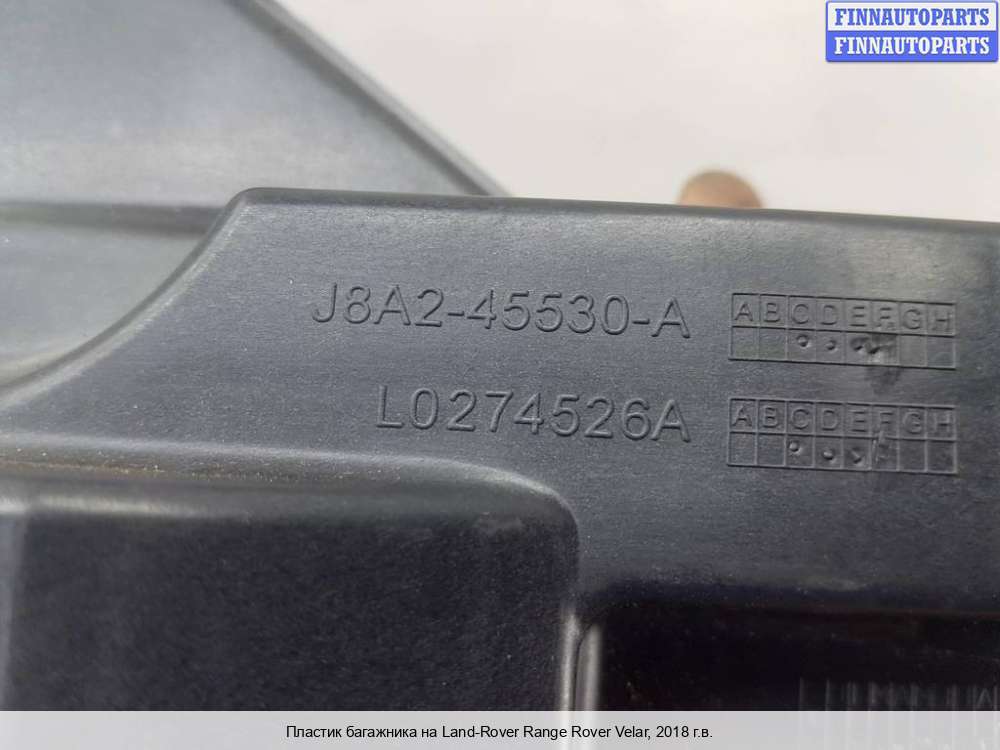 FINNAUTOPARTS
FINNAUTOPARTS
J8A2-45530-A
ABCDEFGH
L0274526A
ABCDEFGH
Пластик багажника на Land-Rover Range Rover Velar, 2018 г.в.